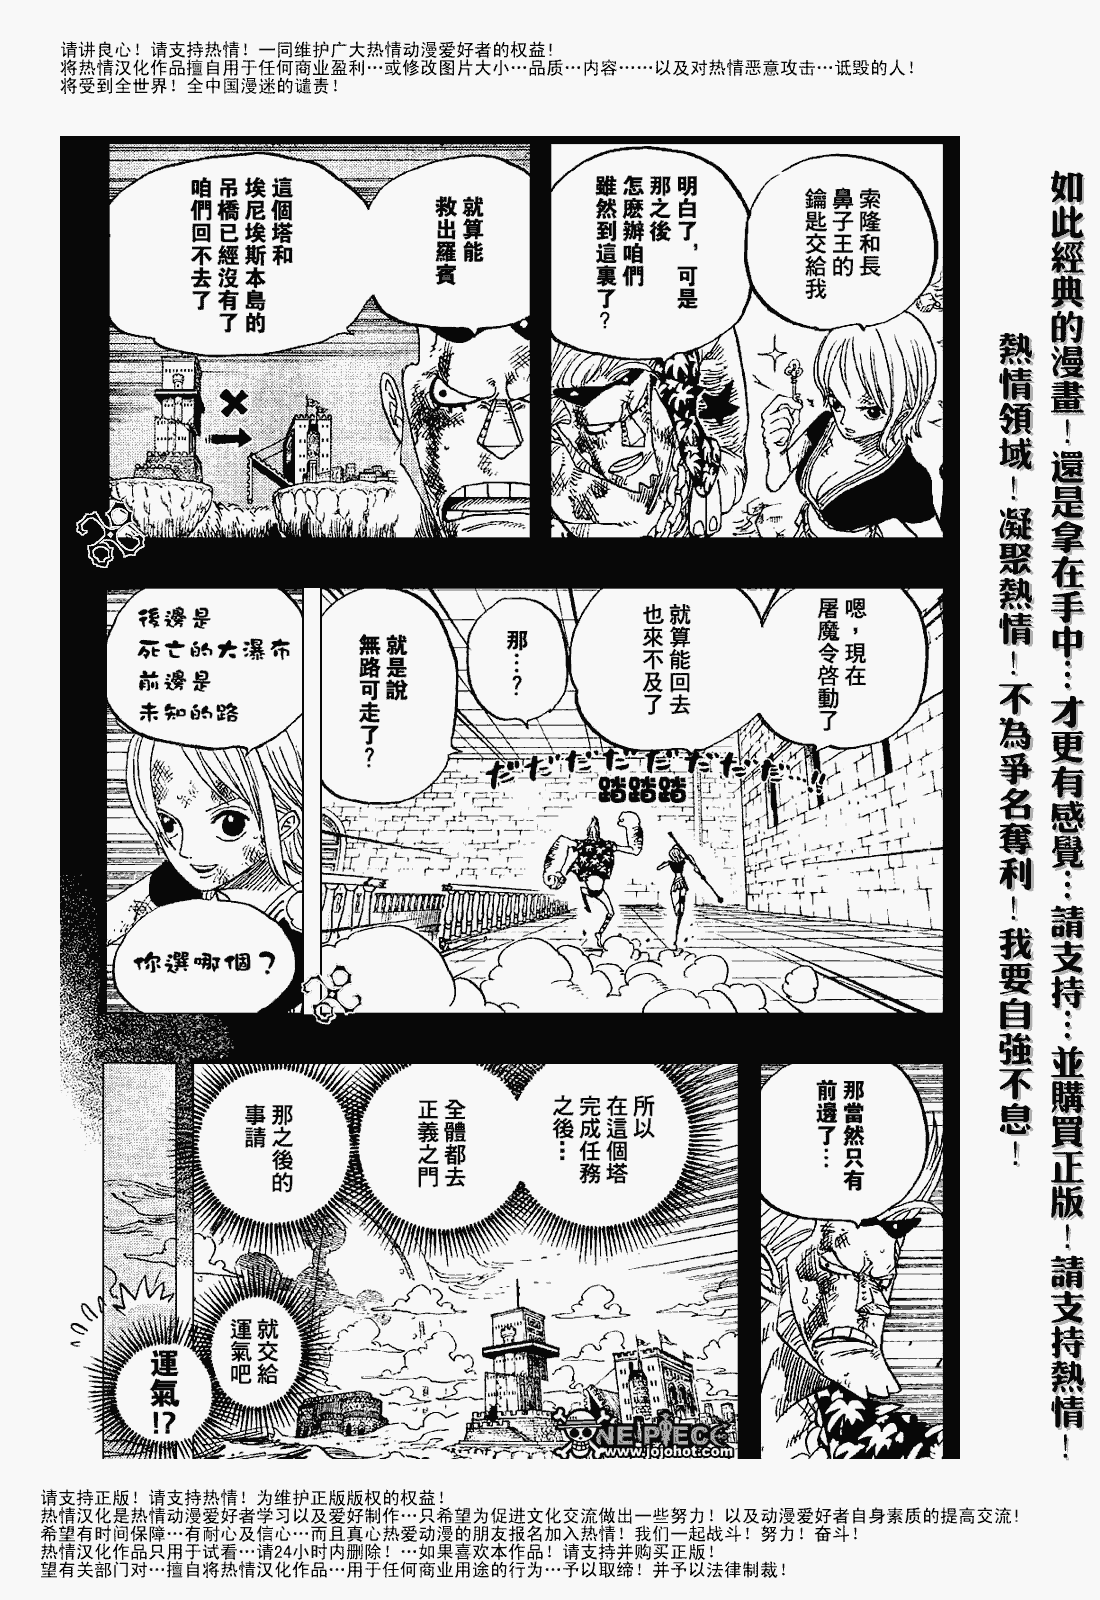 请讲良心！请支持热情！一同维护广大热情动漫爱好者的权益！
将热情汉化作品擅自用于任何商业盈利…或修改图片大小…品质…内容……以及对热情恶意攻击…诋毁的人！
将受到全世界！全中国漫迷的谴责！
如此經典的漫畫！還是拿在手中…才更有感覺…請支持…並購買正版！請支持熱情！
熱情領域！凝聚熱情！不為爭名奪利！我要自強不息！
索隆和長
鼻子王的
鑰匙交給我
明白了，可是
那之後
怎麽辦咱們
雖然到這裏了？
就算能
救出羅賓
這個塔和
埃尼埃斯本島的
吊橋已經沒有了
咱們回不去了
嗯，現在
屠魔令啓動了
就算能回去
也來不及了
那…？
就是說
無路可走了？
だだだだだだだだ…!!
踏踏踏
後邊是
死亡的大瀑布
前邊是
未知的路
你選哪個？
那當然只有
前邊了…
所以
在這個塔
完成任務
之後…
全體都去
正義之門
那之後的
事請
就交給
運氣吧
運氣!?
ONE PIECE
www.jojohot.com
请支持正版！请支持热情！为维护正版版权的权益！
热情汉化是热情动漫爱好者学习以及爱好制作…只希望为促进文化交流做出一些努力！以及动漫爱好者自身素质的提高交流！
希望有时间保障…有耐心及信心…而且真心热爱动漫的朋友报名加入热情！我们一起战斗！努力！奋斗！
热情汉化作品只用于试看…请24小时内删除！…如果喜欢本作品！请支持并购买正版！
望有关部门对…擅自将热情汉化作品…用于任何商业用途的行为…予以取缔！并予以法律制裁！